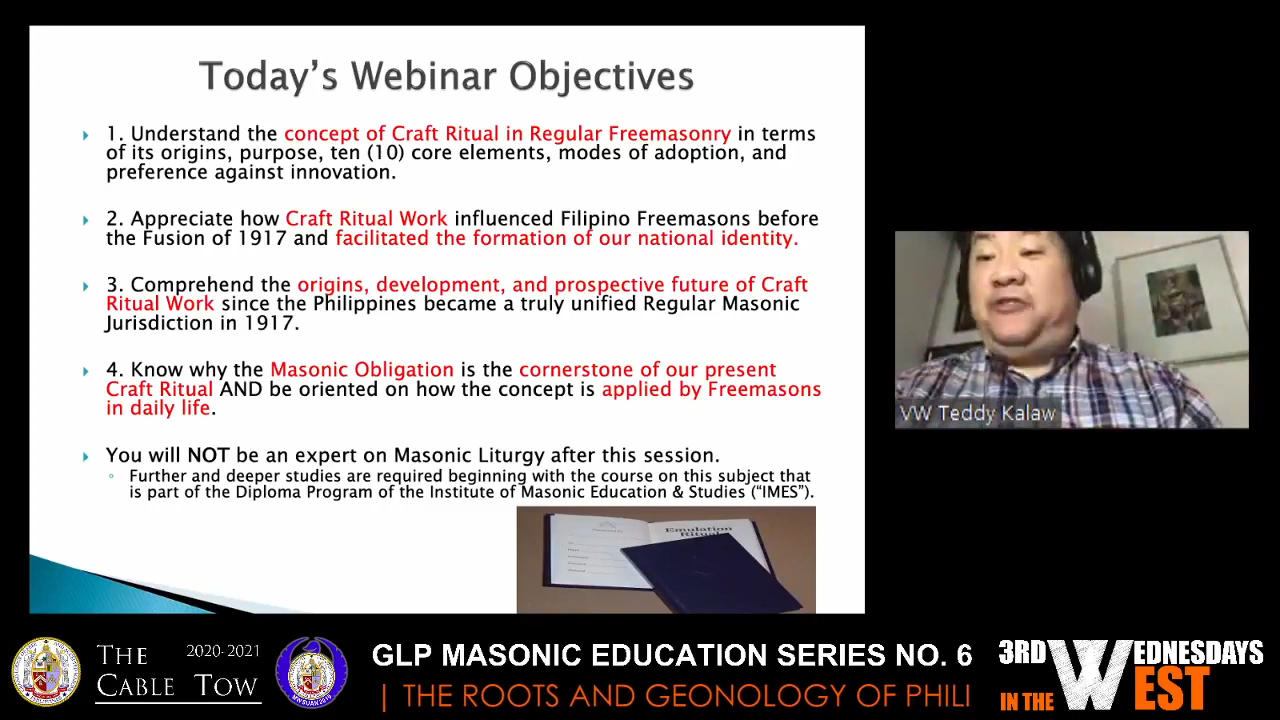 Today's Webinar Objectives
1. Understand the concept of Craft Ritual in Regular Freemasonry in terms
of its origins, purpose, ten (10) core elements, modes of adoption, and
preference against innovation.
2. Appreciate how Craft Ritual Work influenced Filipino Freemasons before
the Fusion of 1917 and facilitated the formation of our national identity.
3. Comprehend the origins, development, and prospective future of Craft
Ritual Work since the Philippines became a truly unified Regular Masonic
Jurisdiction in 1917.
4. Know why the Masonic Obligation is the cornerstone of our present
Craft Ritual AND be oriented on how the concept is applied by Freemasons
in daily life.
You will NOT be an expert on Masonic Liturgy after this session.
Further and deeper studies are required beginning with the course on this subject that
is part of the Diploma Program of the Institute of Masonic Education & Studies ("IMES").
Emulation
Ritual
VW Teddy Kalaw
THE
CABLE TOW
2020-2021
GLP MASONIC EDUCATION SERIES NO. 6
| THE ROOTS AND GEONOLOGY OF PHILI
3RD WEDNESDAYS
IN THE WEST